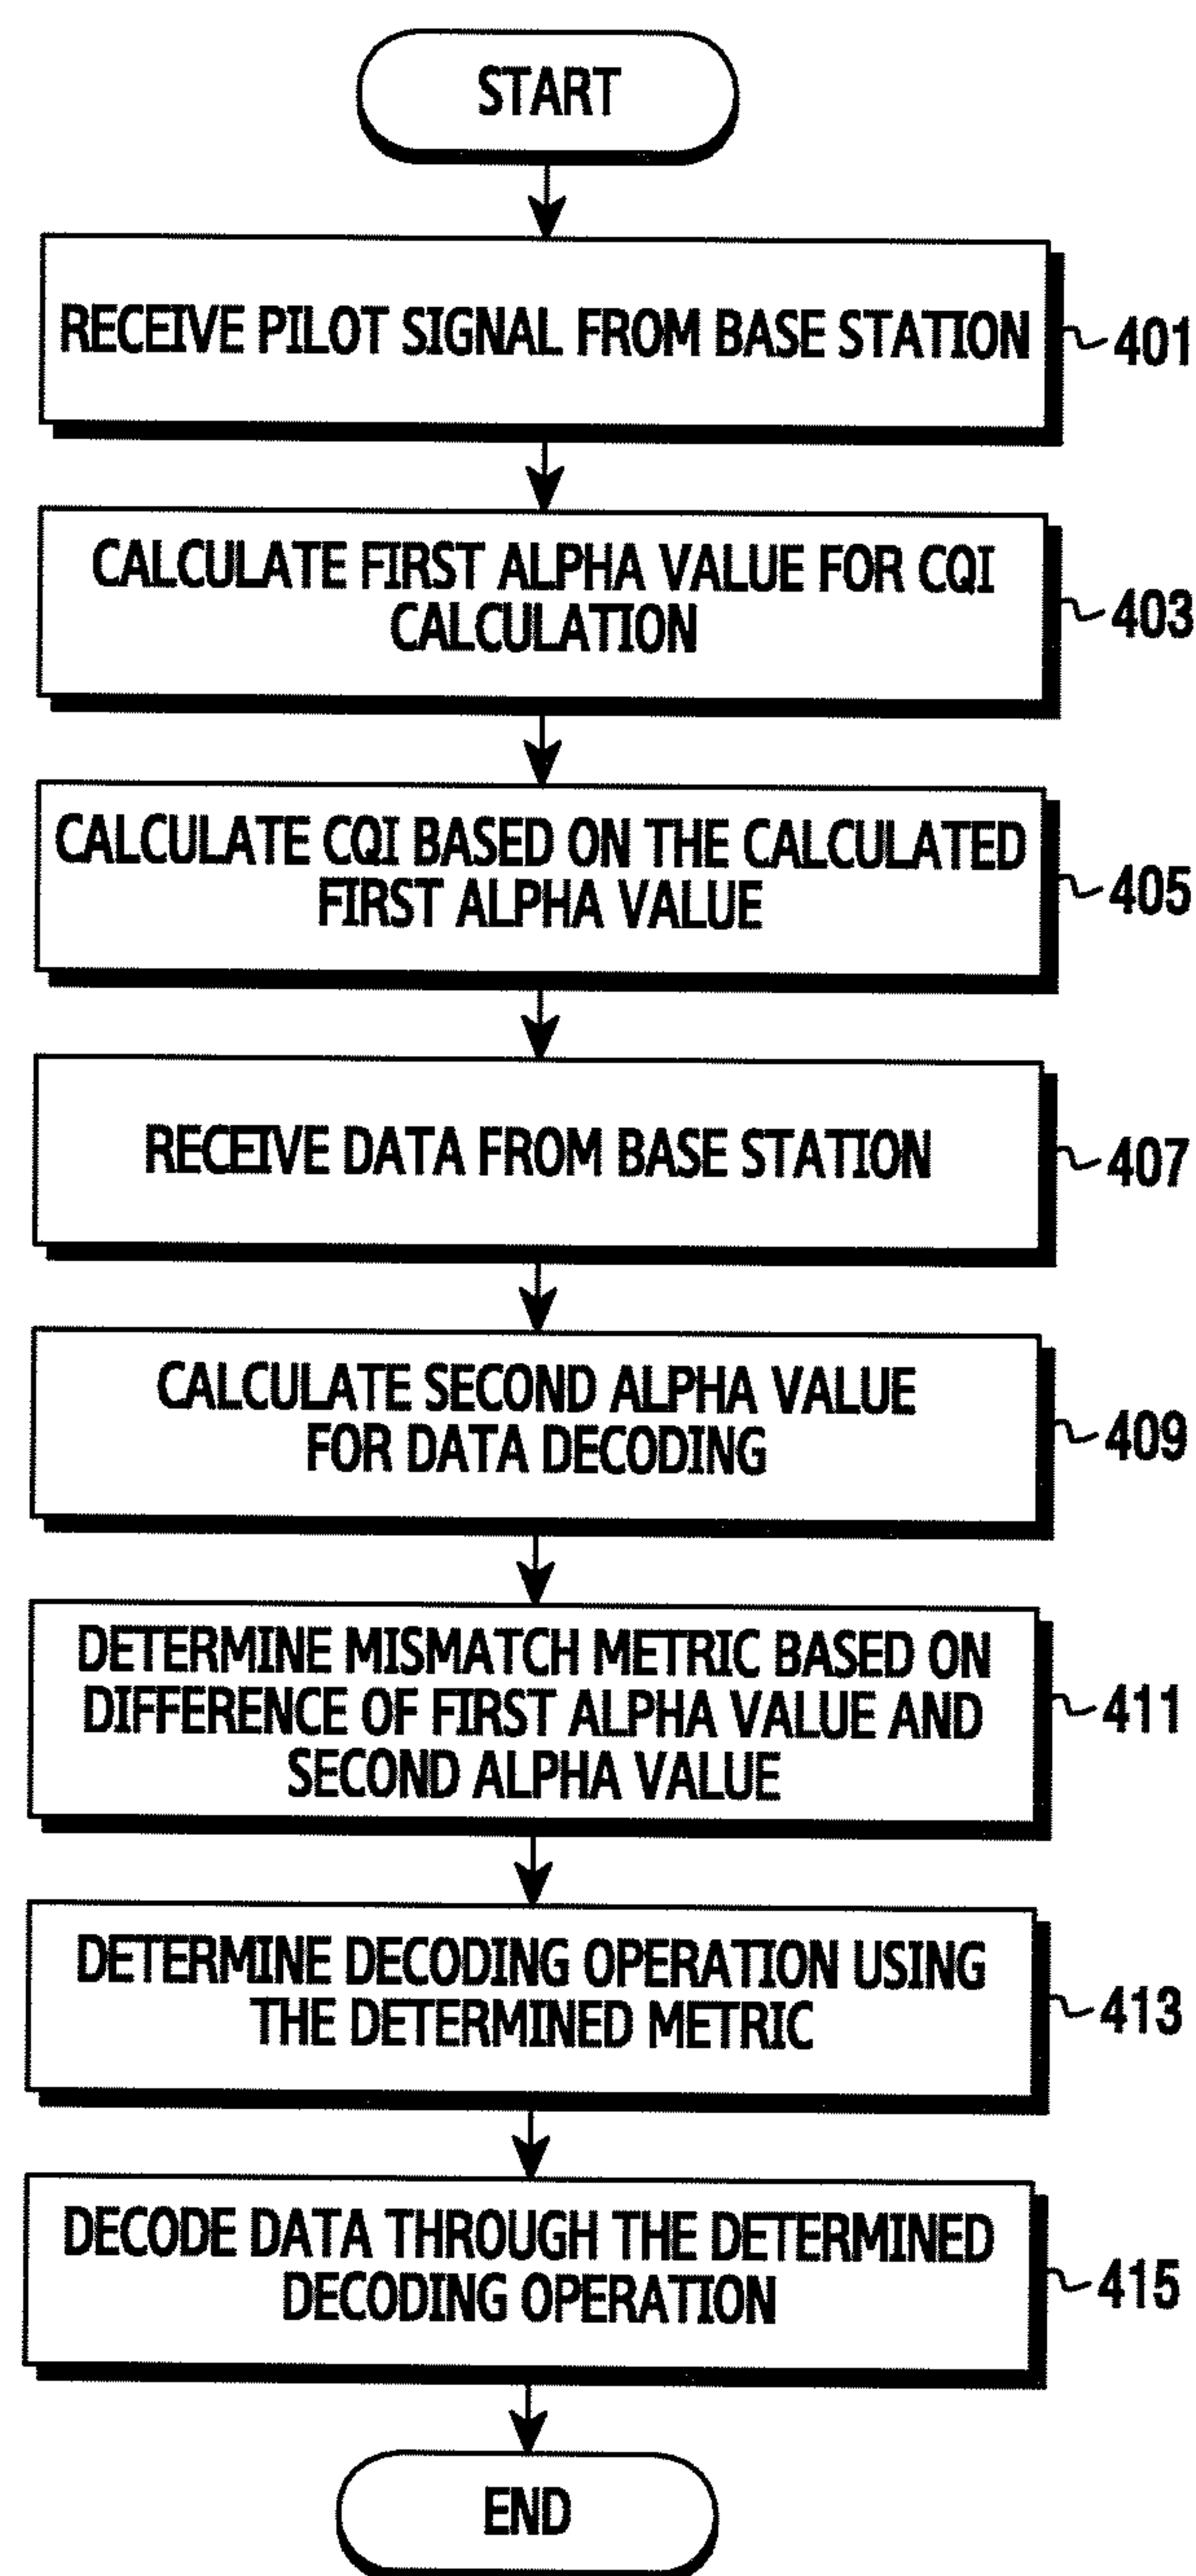 START
RECEIVE PILOT SIGNAL FROM BASE STATION
401
CALCULATE FIRST ALPHA VALUE FOR CQI
CALCULATION
403
CALCULATE CQI BASED ON THE CALCULATED
FIRST ALPHA VALUE
405
RECEIVE DATA FROM BASE STATION
407
CALCULATE SECOND ALPHA VALUE
FOR DATA DECODING
409
DETERMINE MISMATCH METRIC BASED ON
DIFFERENCE OF FIRST ALPHA VALUE AND
SECOND ALPHA VALUE
411
DETERMINE DECODING OPERATION USING
THE DETERMINED METRIC
413
DECODE DATA THROUGH THE DETERMINED
DECODING OPERATION
415
END